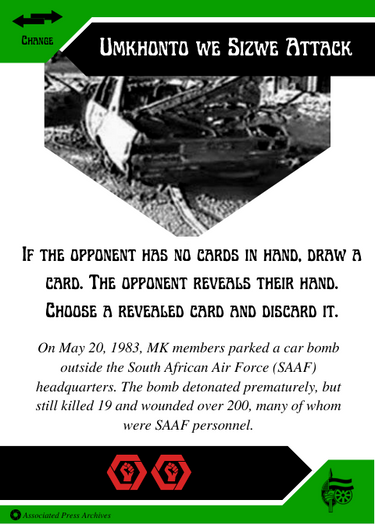 Change
Umkhonto we Sizwe Attack
If the opponent has no cards in hand, draw a
card. The opponent reveals their hand.
Choose a revealed card and discard it.
On May 20, 1983, MK members parked a car bomb
outside the South African Air Force (SAAF)
headquarters. The bomb detonated prematurely, but
still killed 19 and wounded over 200, many of whom
were SAAF personnel.
Associated Press Archives